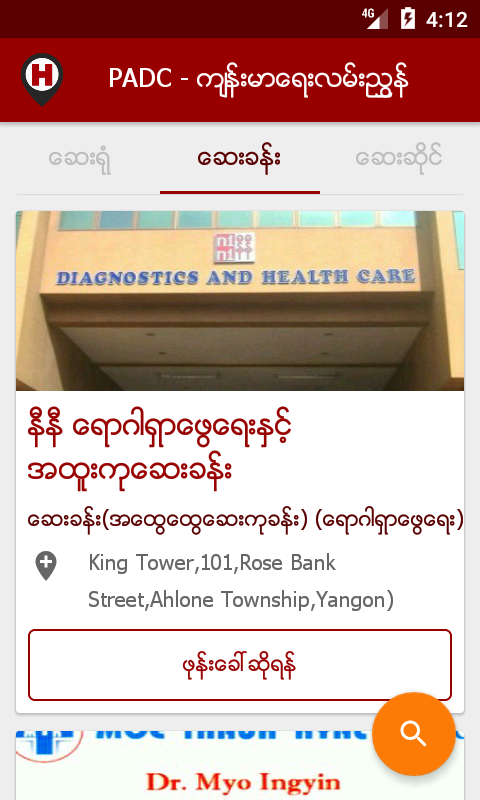 4G 4:12
H PADC - ကျန်းမာရေးလမ်းညွှန်
ဆေးရုံ ဆေးခန်း ဆေးဆိုင်
DIAGNOSTICS AND HEALTH CARE
နီနီ ရောဂါရှာဖွေရေးနှင့်
အထူးကုဆေးခန်း
ဆေးခန်း(အထွေထွေဆေးကုခန်း) (ရောဂါရှာဖွေရေး)
King Tower,101,Rose Bank
Street,Ahlone Township,Yangon)
ဖုန်းခေါ်ဆိုရန်
Dr. Myo Ingyin